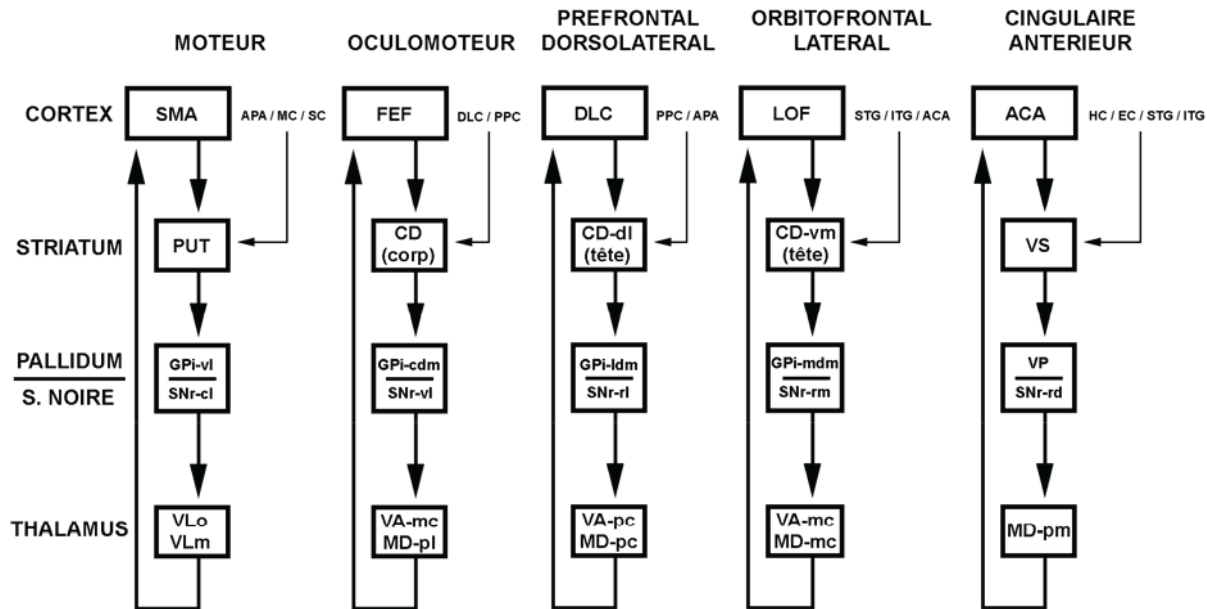 MOTEUR
OCULOMOTEUR
PREFRONTAL
DORSOLATERAL
ORBITOFRONTAL
LATERAL
CINGULAIRE
ANTERIEUR
CORTEX
SMA
APA / MC / SC
FEF
DLC / PPC
DLC
PPC / APA
LOF
STG / ITG / ACA
ACA
HC / EC / STG / ITG
STRIATUM
PUT
CD
(corp)
CD-dl
(tête)
CD-vm
(tête)
VS
PALLIDUM
S. NOIRE
GPi-vl
SNr-cl
GPi-cdm
SNr-vl
GPi-ldm
SNr-rl
GPi-mdm
SNr-rm
VP
SNr-rd
THALAMUS
VLo
VLm
VA-mc
MD-pl
VA-pc
MD-pc
VA-mc
MD-mc
MD-pm